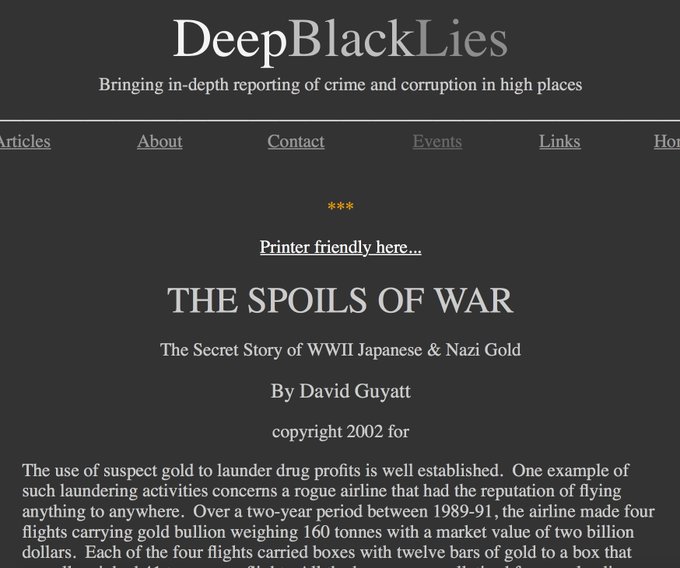 DeepBlackLies
Bringing in-depth reporting of crime and corruption in high places
Articles About Contact Events Links
***
Printer friendly here...
THE SPOILS OF WAR
The Secret Story of WWII Japanese & Nazi Gold
By David Guyatt
copyright 2002 for
The use of suspect gold to launder drug profits is well established.  One example of
such laundering activities concerns a rogue airline that had the reputation of flying
anything to anywhere.  Over a two-year period between 1989-91, the airline made four
flights carrying gold bullion weighing 160 tonnes with a market value of two billion
dollars.  Each of the four flights carried boxes with twelve bars of gold to a box that